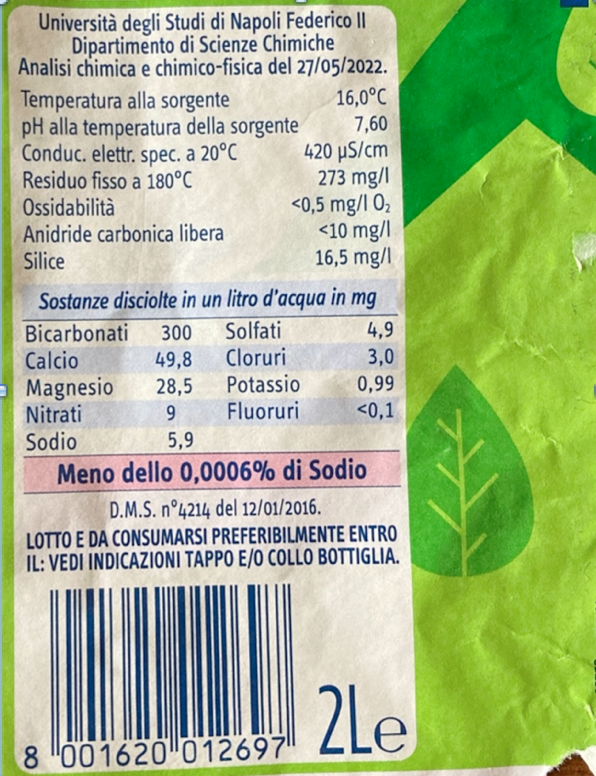 Università degli Studi di Napoli Federico II
Dipartimento di Scienze Chimiche
Analisi chimica e chimico-fisica del 27/05/2022.
Temperatura alla sorgente 16,0°C
pH alla temperatura della sorgente 7,60
Conduc. elettr. spec. a 20°C 420 µS/cm
Residuo fisso a 180°C 273 mg/l
Ossidabilità <0,5 mg/l O₂
Anidride carbonica libera <10 mg/l
Silice 16,5 mg/l
Sostanze disciolte in un litro d'acqua in mg
Bicarbonati 300 Solfati 4,9
Calcio 49,8 Cloruri 3,0
Magnesio 28,5 Potassio 0,99
Nitrati 9 Fluoruri <0,1
Sodio 5,9
Meno dello 0,0006% di Sodio
D.M.S. n°4214 del 12/01/2016.
LOTTO E DA CONSUMARSI PREFERIBILMENTE ENTRO
IL: VEDI INDICAZIONI TAPPO E/O COLLO BOTTIGLIA.
8 001620 012697 2Le